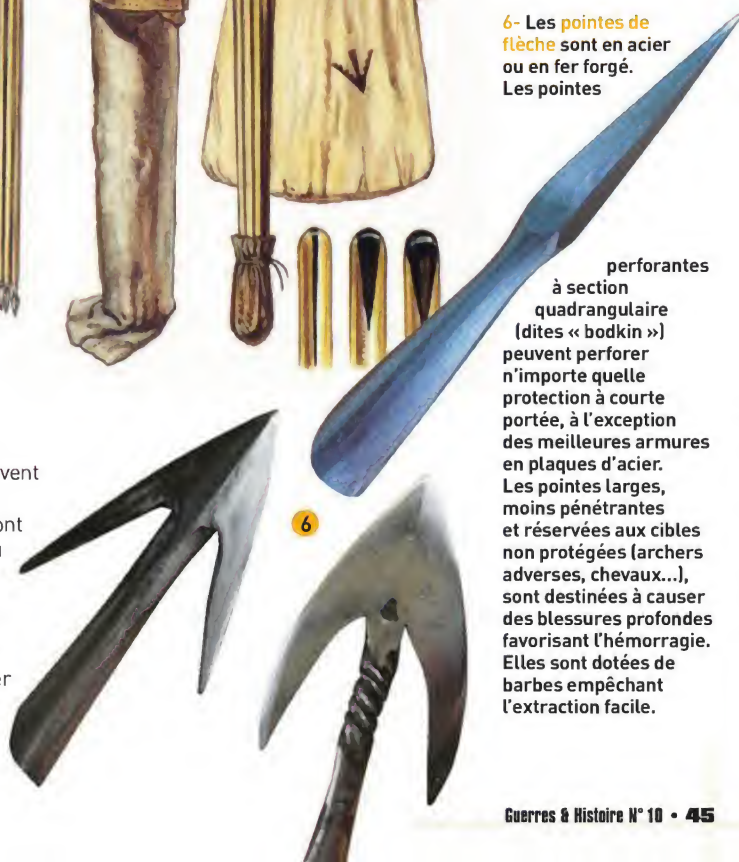 6- Les pointes de
flèche sont en acier
ou en fer forgé.
Les pointes
perforantes
à section
quadrangulaire
(dites « bodkin »)
peuvent perforer
n'importe quelle
protection à courte
portée, à l'exception
des meilleures armures
en plaques d'acier.
Les pointes larges,
moins pénétrantes
et réservées aux cibles
non protégées (archers
adverses, chevaux...),
sont destinées à causer
des blessures profondes
favorisant l'hémorragie.
Elles sont dotées de
barbes empêchant
l'extraction facile.
6
Guerres & Histoire N° 10 • 45